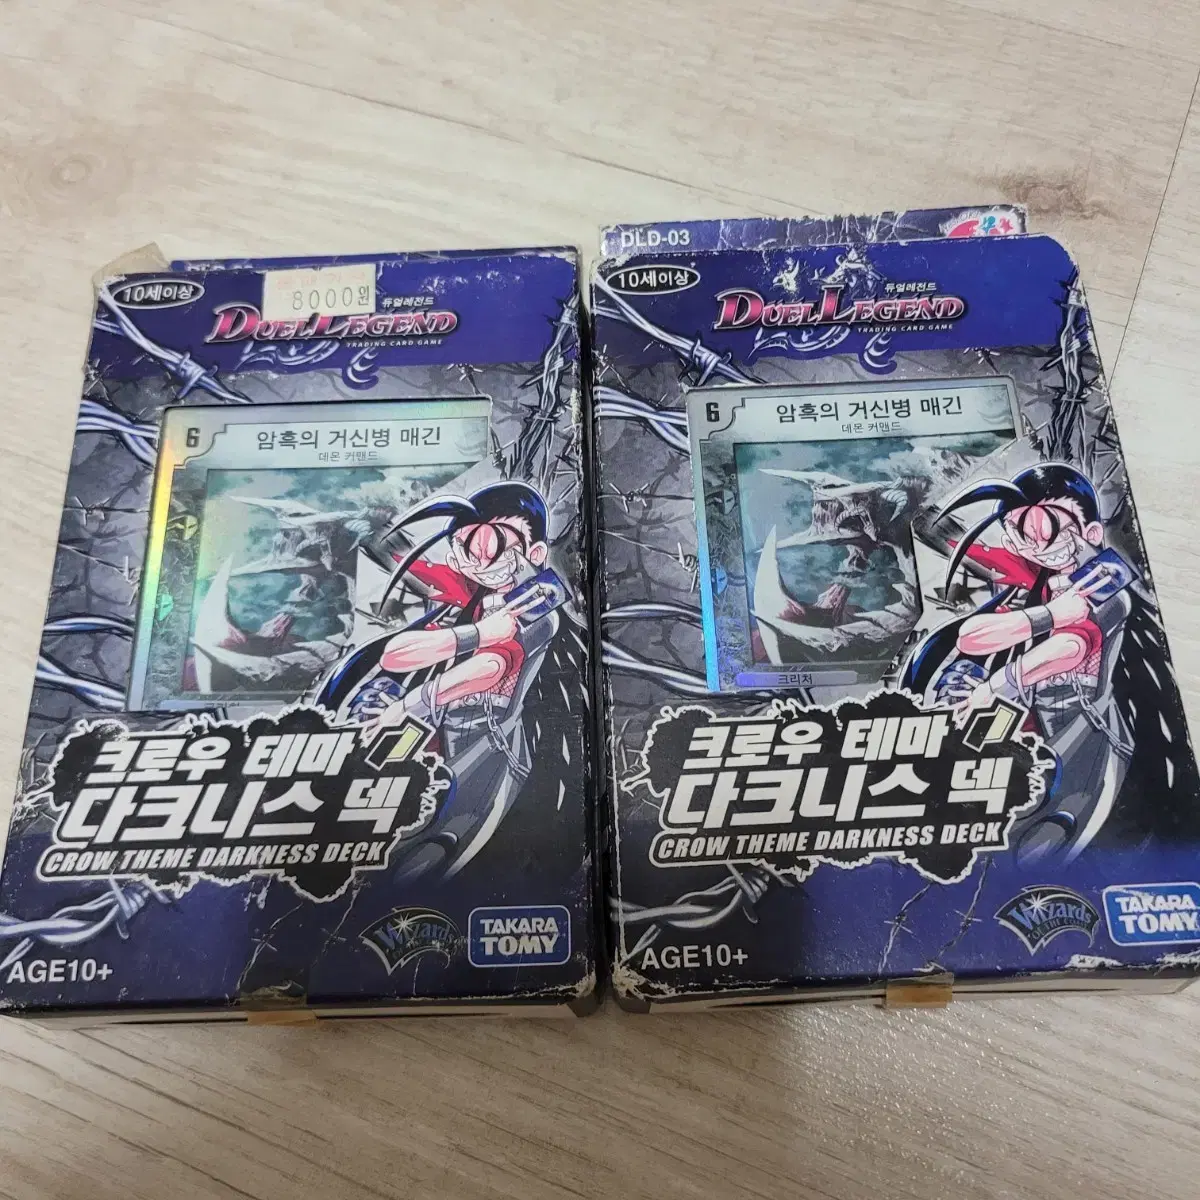 10세이상
8000원
듀얼레전드
DUEL LEGEND
TRADING CARD GAME
6
암흑의 거신병 매긴
데몬 커맨드
크로우 테마
다크니스 덱
CROW THEME DARKNESS DECK
Wizards
TAKARA
TOMY
AGE10+
DLD-03
10세이상
듀얼레전드
DUEL LEGEND
TRADING CARD GAME
6
암흑의 거신병 매긴
데몬 커맨드
크리처
크로우 테마
다크니스 덱
CROW THEME DARKNESS DECK
Wizards
OF THE COAST
TAKARA
TOMY
AGE10+